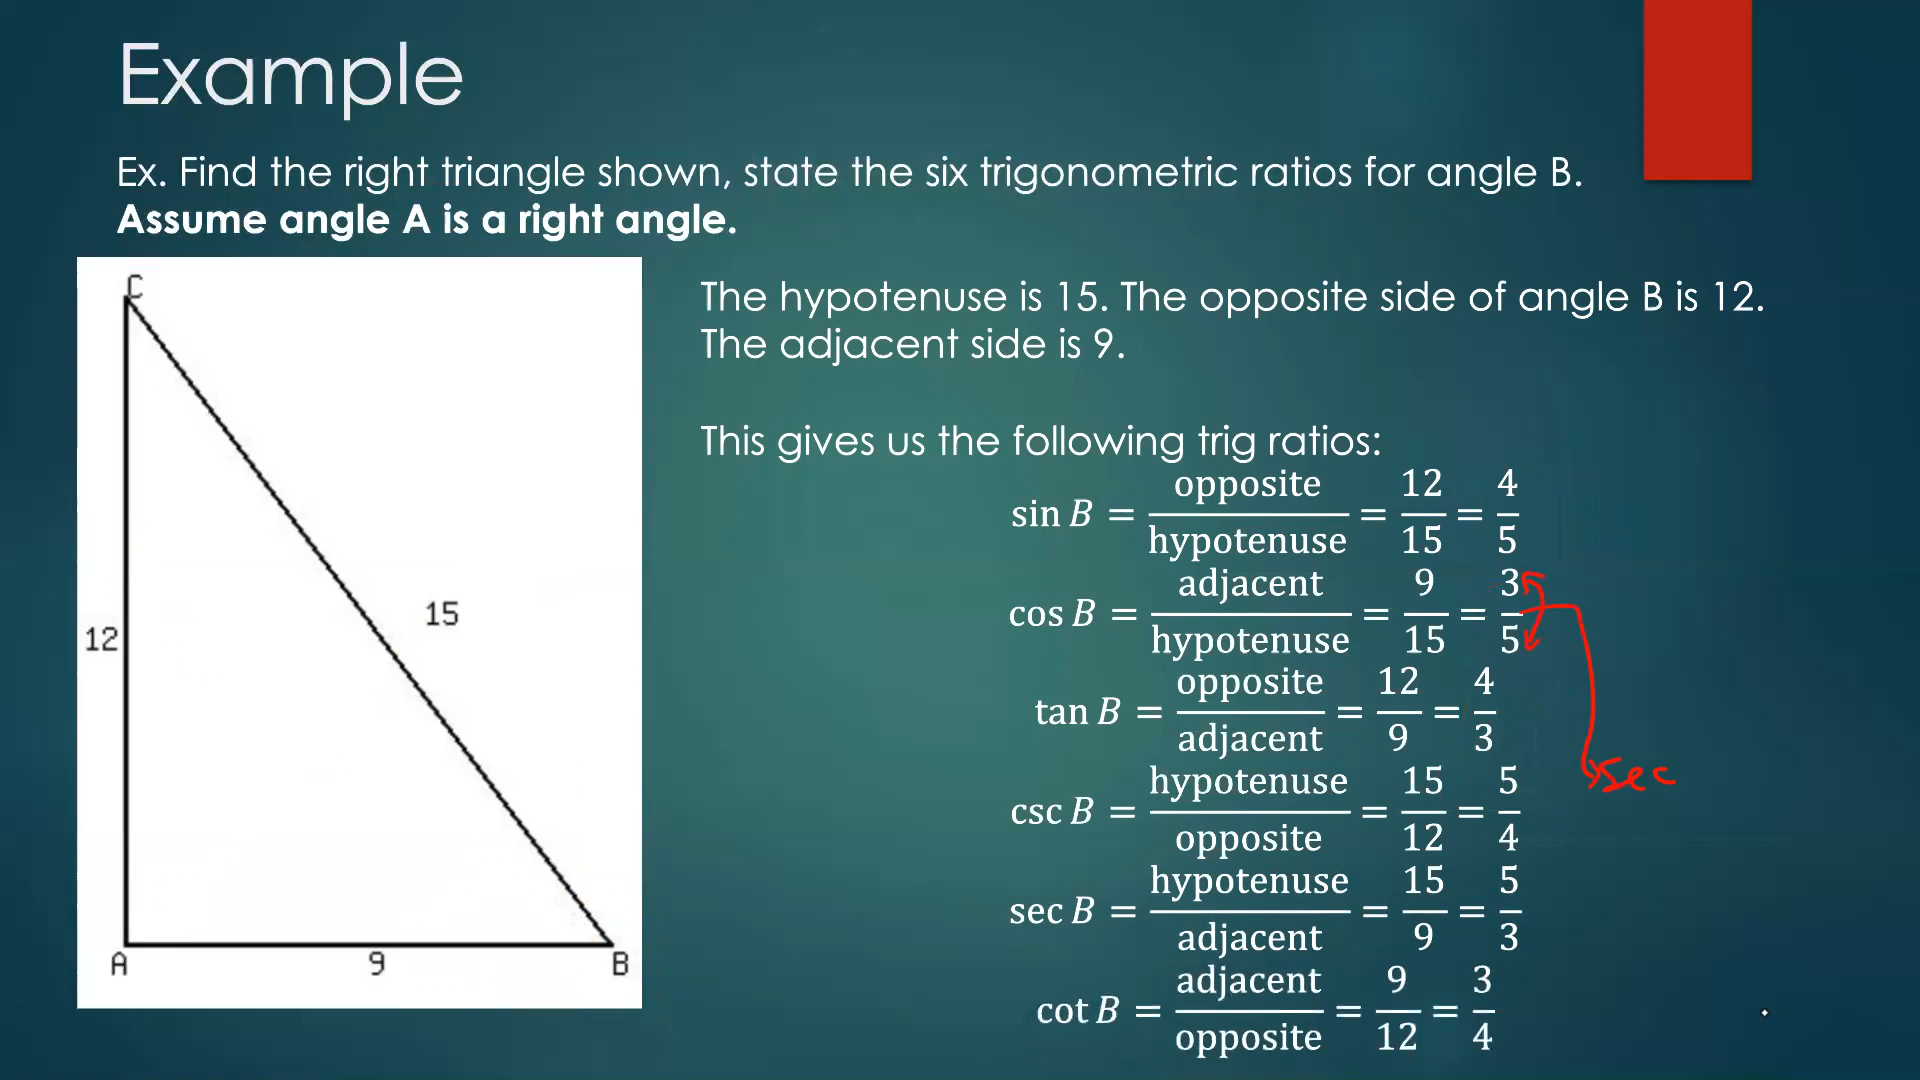 Example
Ex. Find the right triangle shown, state the six trigonometric ratios for angle B.
Assume angle A is a right angle.
C
12
15
A
9
B
The hypotenuse is 15. The opposite side of angle B is 12.
The adjacent side is 9.
This gives us the following trig ratios:
sin B = opposite/hypotenuse = 12/15 = 4/5
cos B = adjacent/hypotenuse = 9/15 = 3/5
tan B = opposite/adjacent = 12/9 = 4/3
sec
csc B = hypotenuse/opposite = 15/12 = 5/4
sec B = hypotenuse/adjacent = 15/9 = 5/3
cot B = adjacent/opposite = 9/12 = 3/4